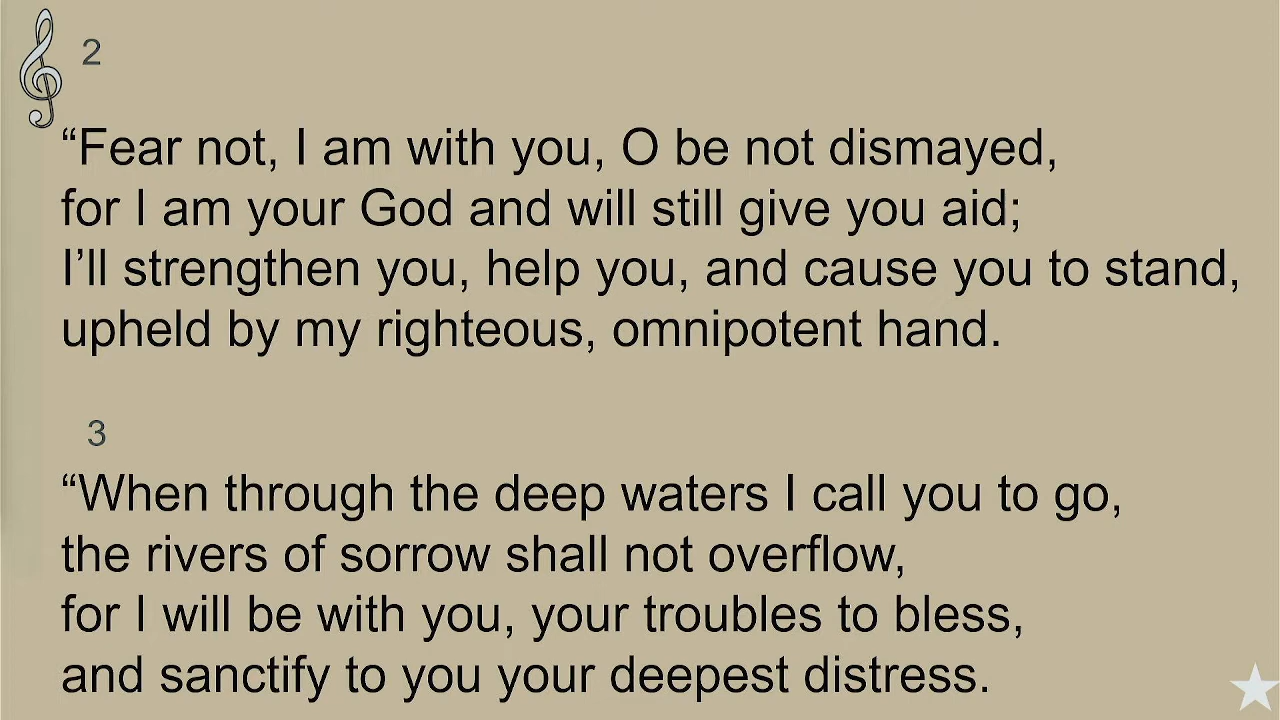 2
“Fear not, I am with you, O be not dismayed,
for I am your God and will still give you aid;
I’ll strengthen you, help you, and cause you to stand,
upheld by my righteous, omnipotent hand.
3
“When through the deep waters I call you to go,
the rivers of sorrow shall not overflow,
for I will be with you, your troubles to bless,
and sanctify to you your deepest distress.